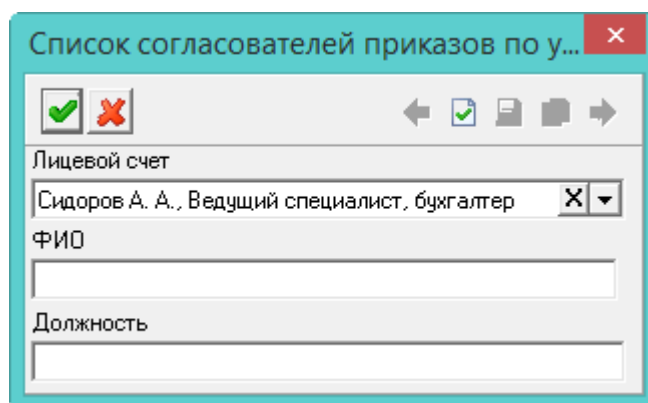 Список согласователей приказов по у...
Лицевой счет
Сидоров А. А., Ведущий специалист, бухгалтер
ФИО
Должность